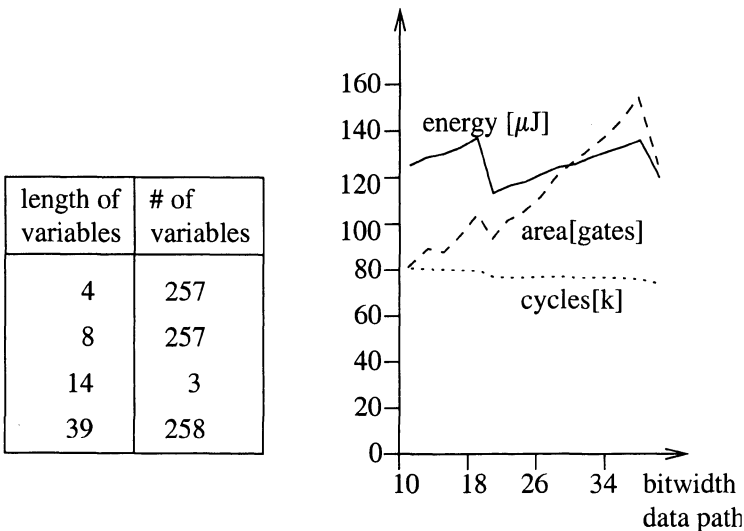 length of variables # of variables
4 257
8 257
14 3
39 258
160
140
120
100
80
60
40
20
0
energy [μJ]
area[gates]
cycles[k]
10 18 26 34 bitwidth
data path